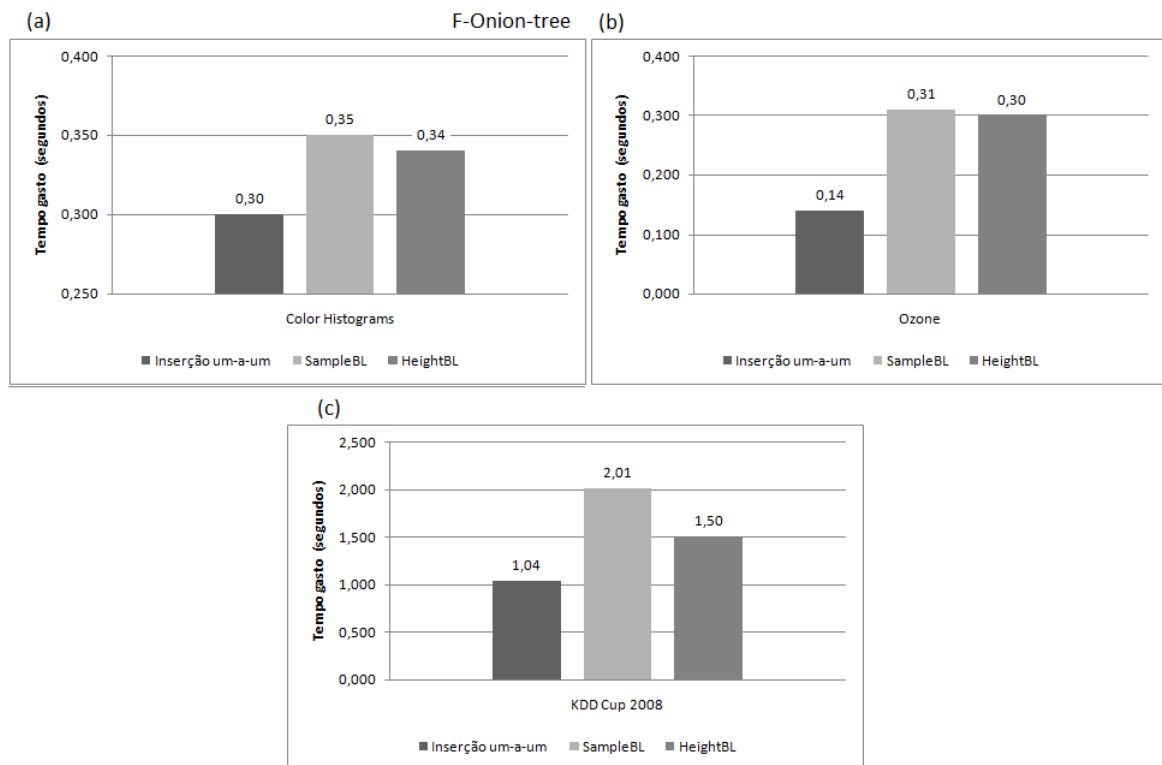 (a)
F-Onion-tree
(b)
Tempo gasto (segundos)
0,400
0,350
0,300
0,250
0,30
0,35
0,34
Color Histograms
Inserção um-a-um SampleBL HeightBL
Tempo gasto (segundos)
0,400
0,300
0,200
0,100
0,000
0,14
0,31
0,30
Ozone
Inserção um-a-um SampleBL HeightBL
(c)
Tempo gasto (segundos)
2,500
2,000
1,500
1,000
0,500
0,000
1,04
2,01
1,50
KDD Cup 2008
Inserção um-a-um SampleBL HeightBL